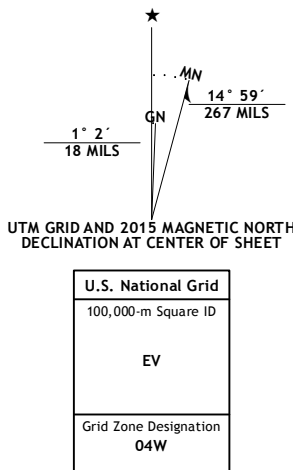 ★
MN
GN
1° 2´
18 MILS
14° 59´
267 MILS
UTM GRID AND 2015 MAGNETIC NORTH
DECLINATION AT CENTER OF SHEET
U.S. National Grid
100,000-m Square ID
EV
Grid Zone Designation
04W